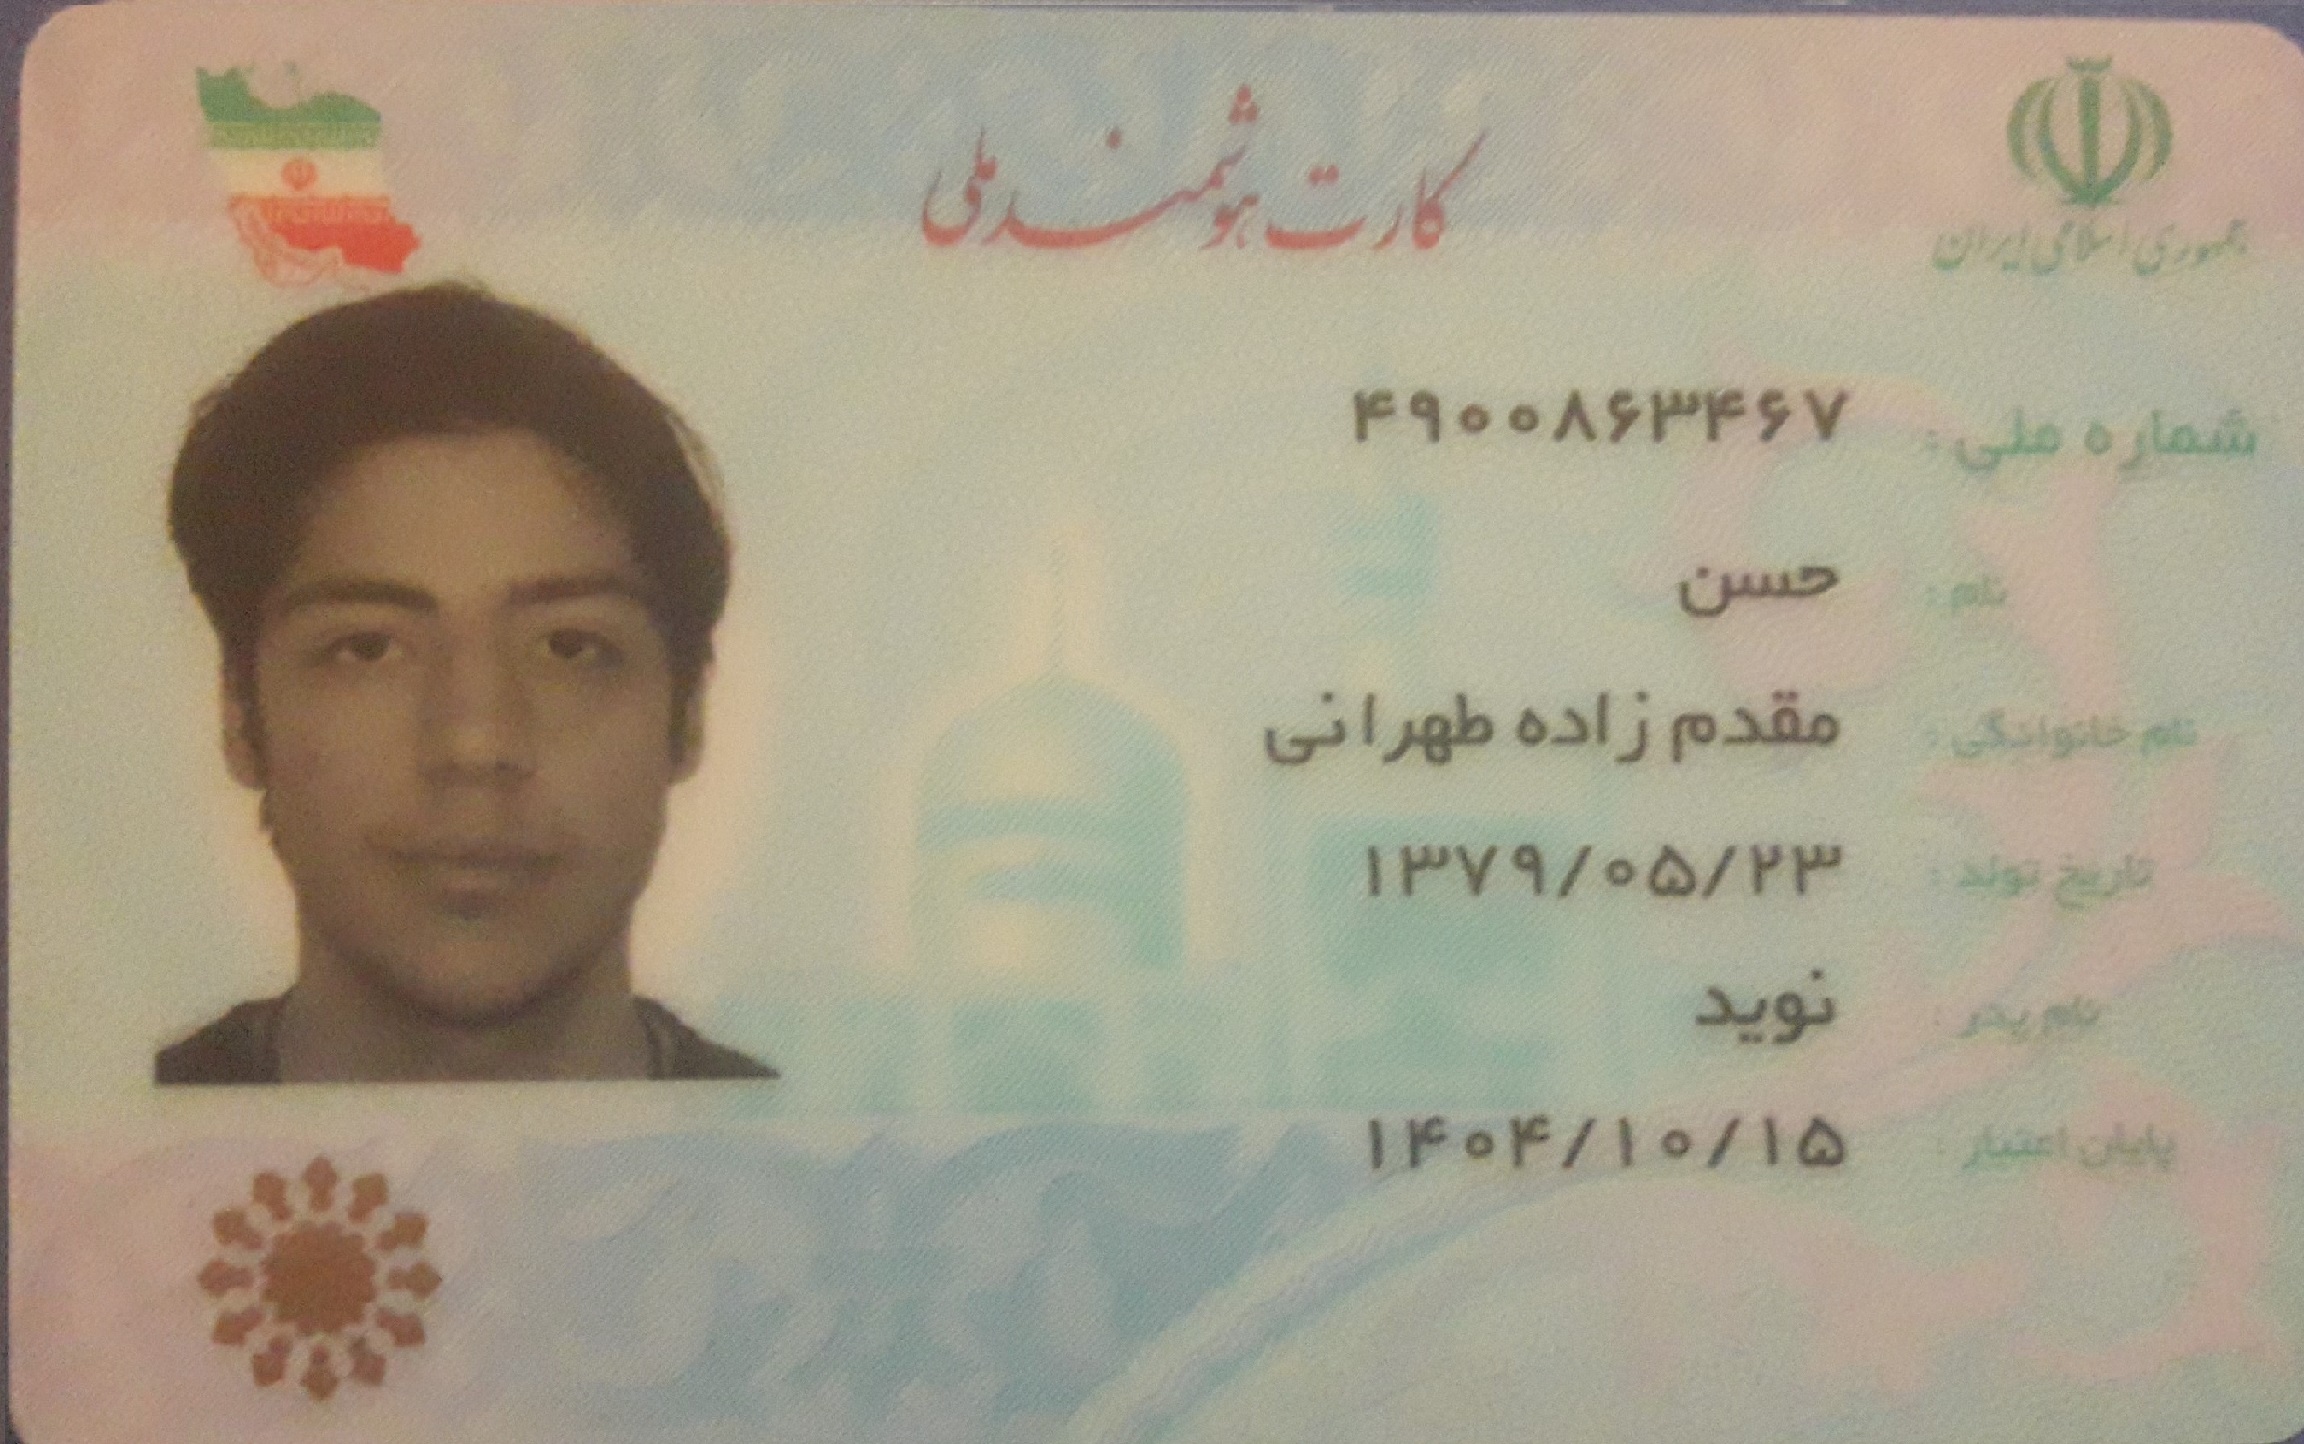 جمهوری اسلامی ایران
کارت هوشمند ملی
شماره ملی : ۴۹۰۰۸۶۳۴۶۷
نام : حسن
نام خانوادگی : مقدم زاده طهرانی
تاریخ تولد : ۱۳۷۹/۰۵/۲۳
نام پدر : نوید
پایان اعتبار : ۱۴۰۴/۱۰/۱۵